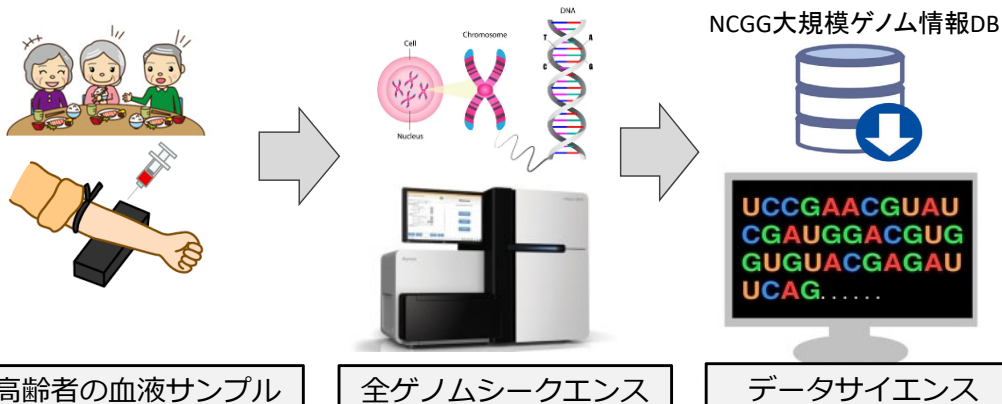 NCGG大規模ゲノム情報DB
DNA
Cell
Chromosome
T
A
C
G
Nucleus
UCCGAACGUAU
CGAUGGACGUG
GUGUACGAGAU
UCAG......
高齢者の血液サンプル
全ゲノムシークエンス
データサイエンス